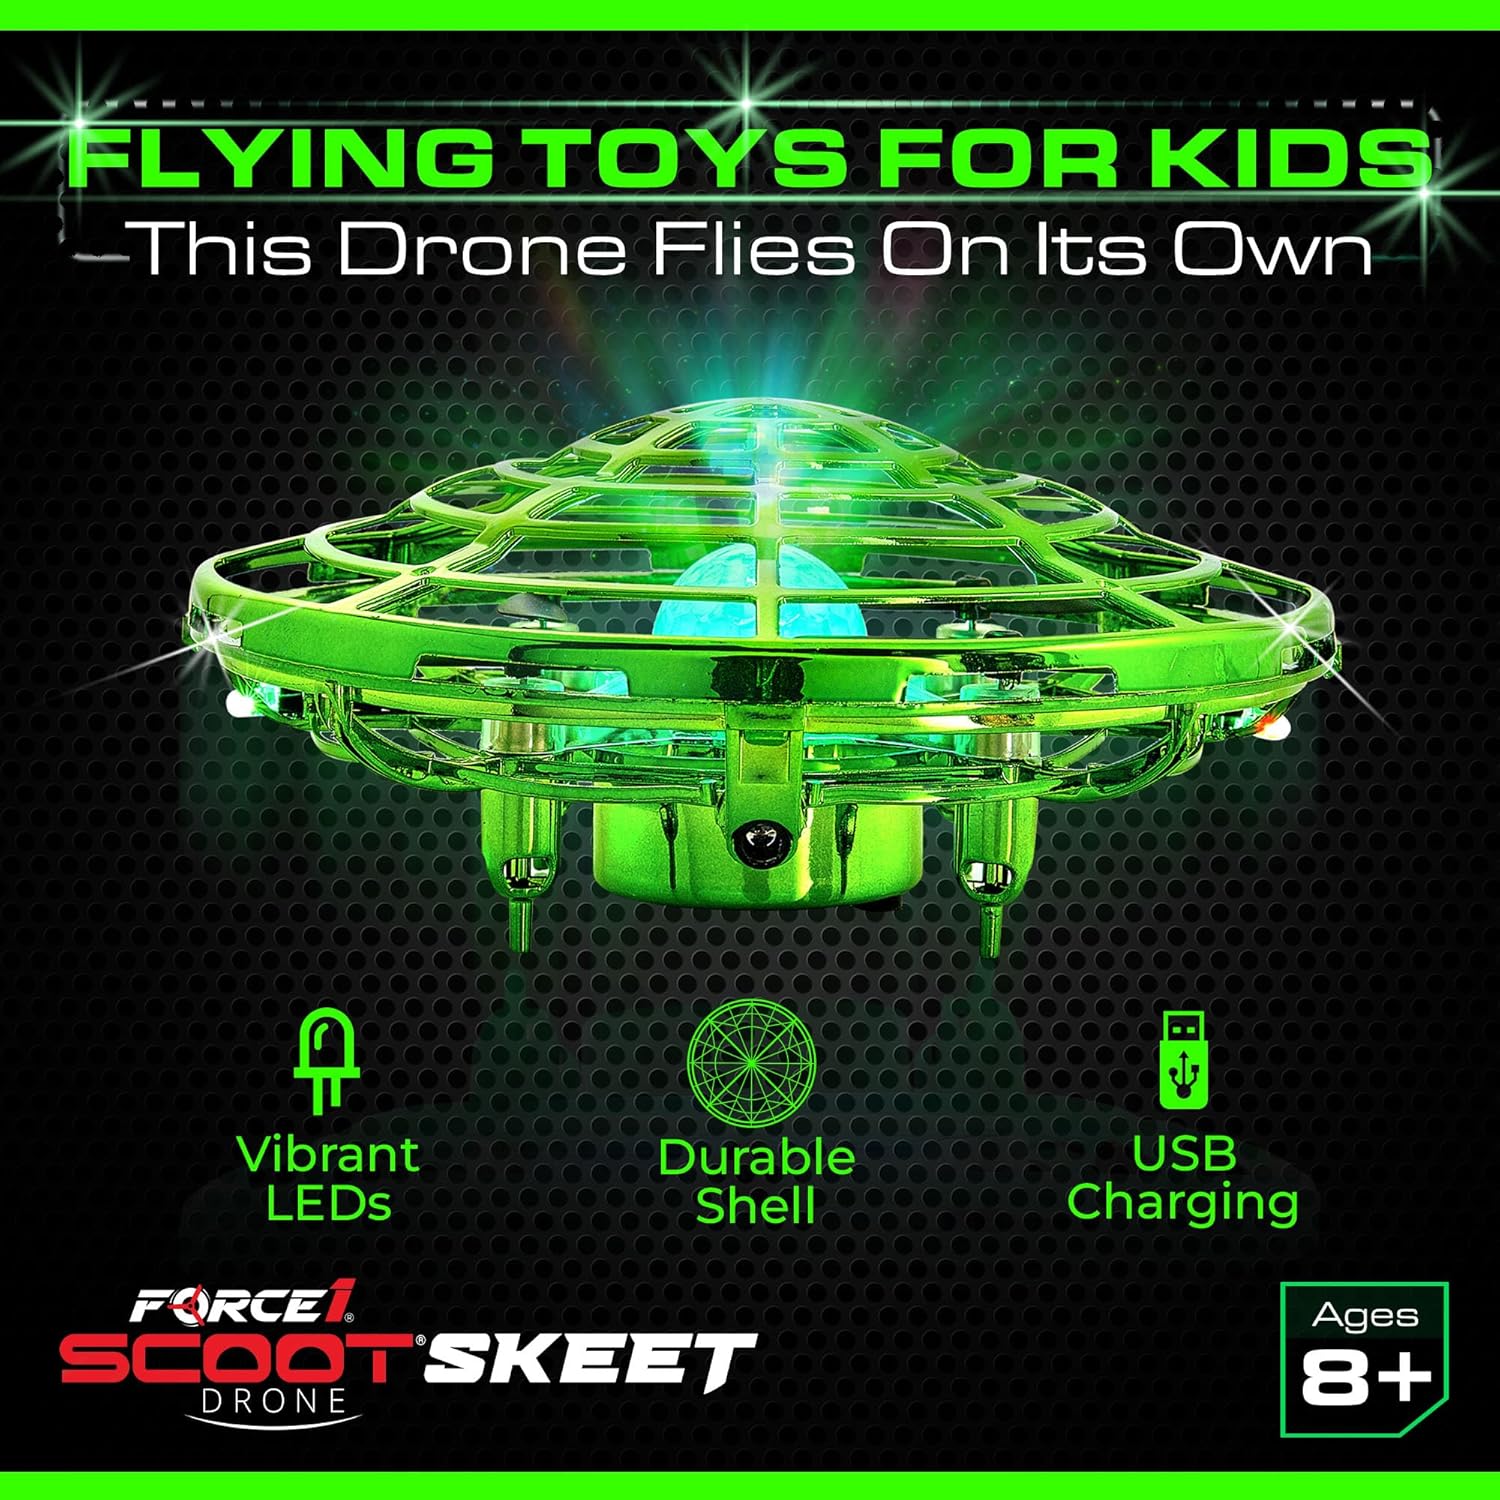 FLYING TOYS FOR KIDS
This Drone Flies On Its Own
Vibrant
LEDs
Durable
Shell
USB
Charging
FORCE1®
SCOOT® SKEET
DRONE
Ages
8+